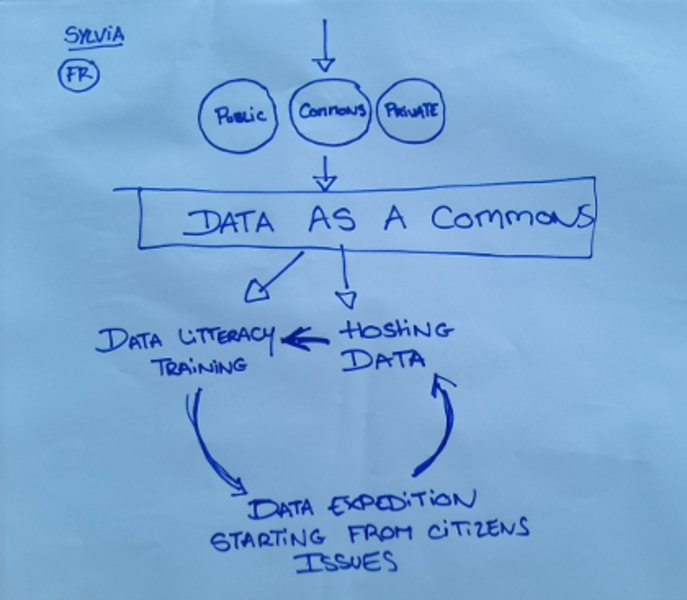 SYLVIA
FR
PUBLIC COMMONS PRIVATE
DATA AS A COMMONS
DATA LITTERACY HOSTING
TRAINING DATA
DATA EXPEDITION
STARTING FROM CITIZENS
ISSUES